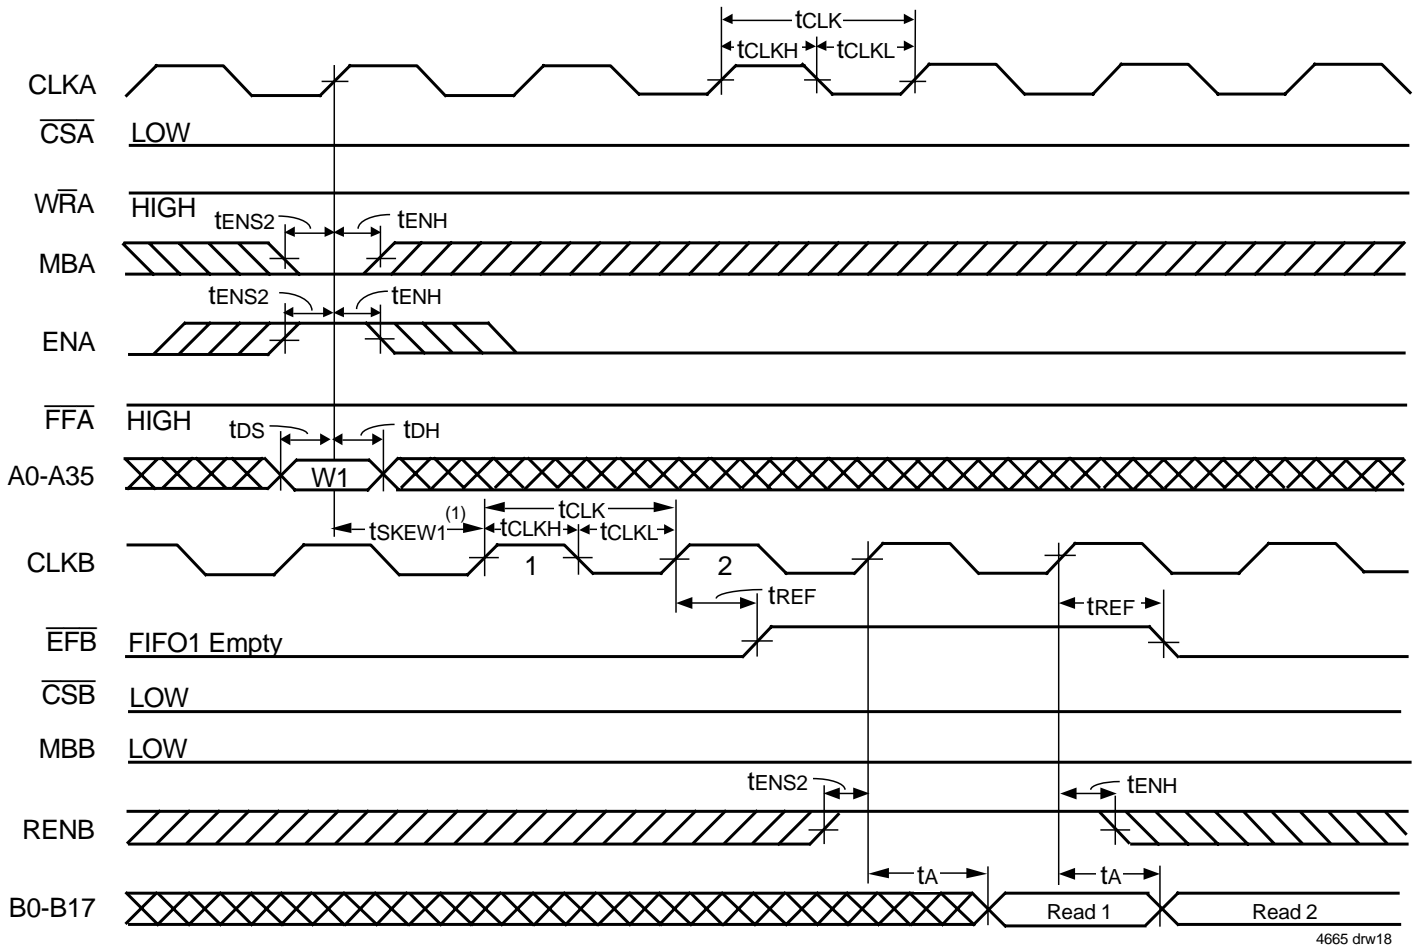 tCLK
tCLKH tCLKL
CLKA
CSA LOW
WRA HIGH
tENS2 tENH
MBA
tENS2 tENH
ENA
FFA HIGH
tDS tDH
A0-A35 W1
tSKEW1(1) tCLK
tCLKH tCLKL
CLKB 1 2
tREF tREF
EFB FIFO1 Empty
CSB LOW
MBB LOW
tENS2 tENH
RENB
tA tA
B0-B17 Read 1 Read 2
4665 drw18